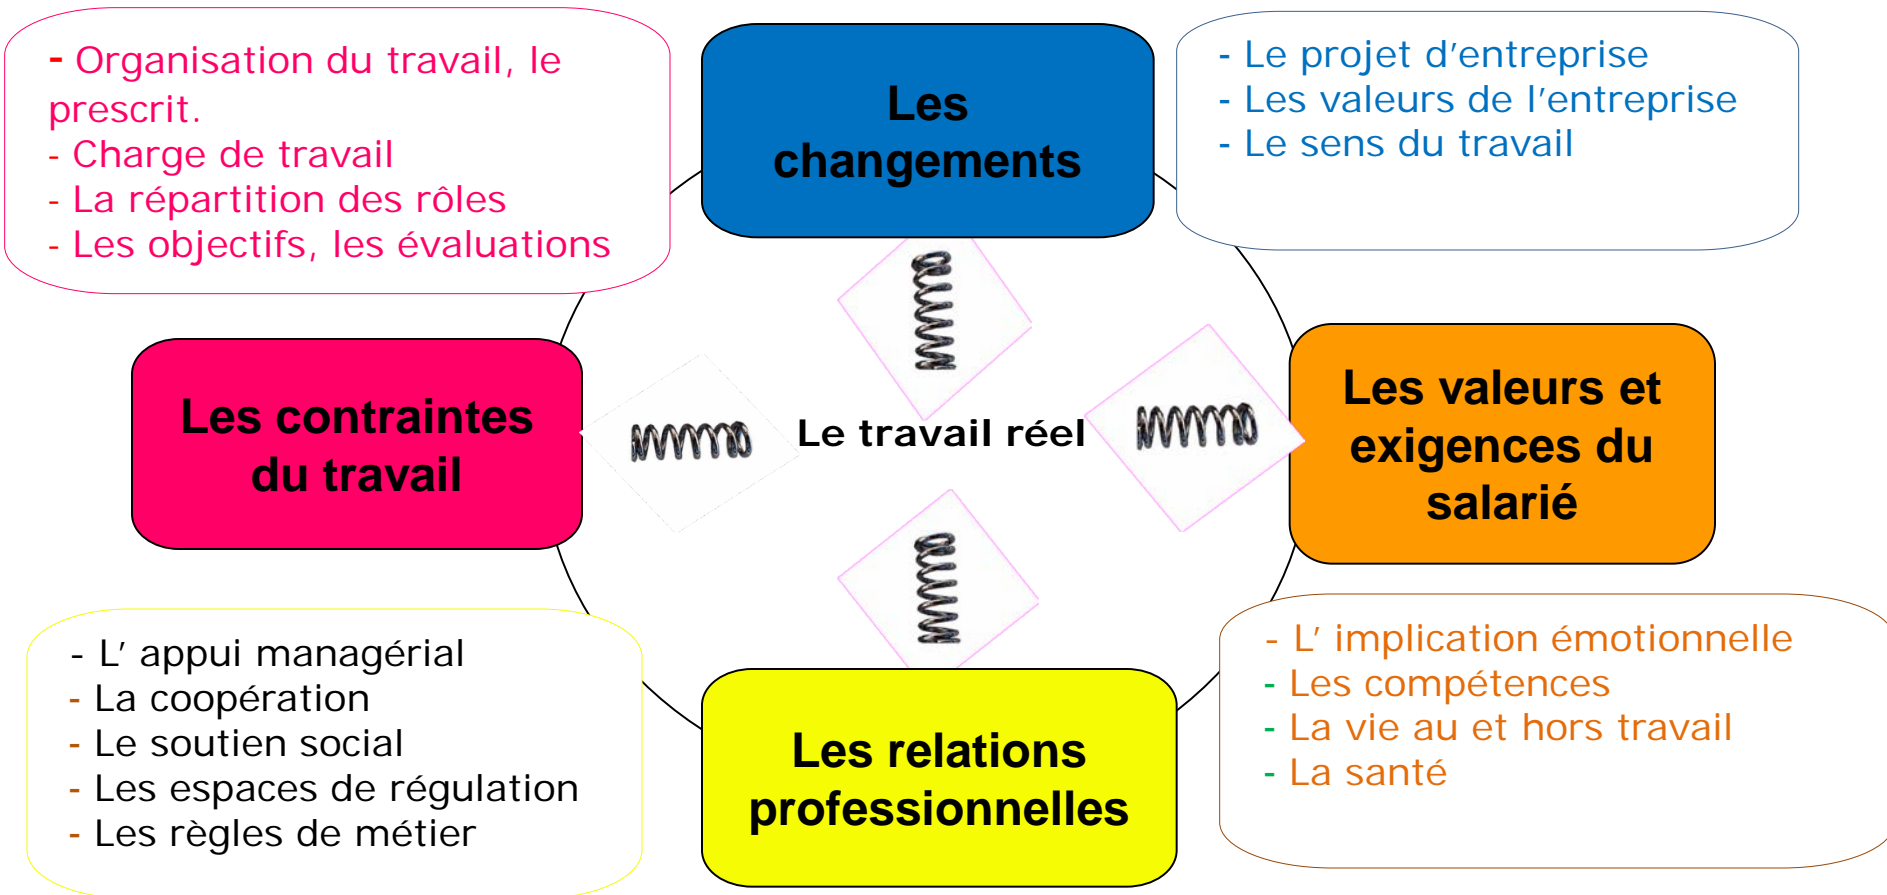 - Organisation du travail, le
prescrit.
- Charge de travail
- La répartition des rôles
- Les objectifs, les évaluations
Les
changements
- Le projet d'entreprise
- Les valeurs de l'entreprise
- Le sens du travail
Les contraintes
du travail
Le travail réel
Les valeurs et
exigences du
salarié
- L' appui managérial
- La coopération
- Le soutien social
- Les espaces de régulation
- Les règles de métier
Les relations
professionnelles
- L' implication émotionnelle
- Les compétences
- La vie au et hors travail
- La santé